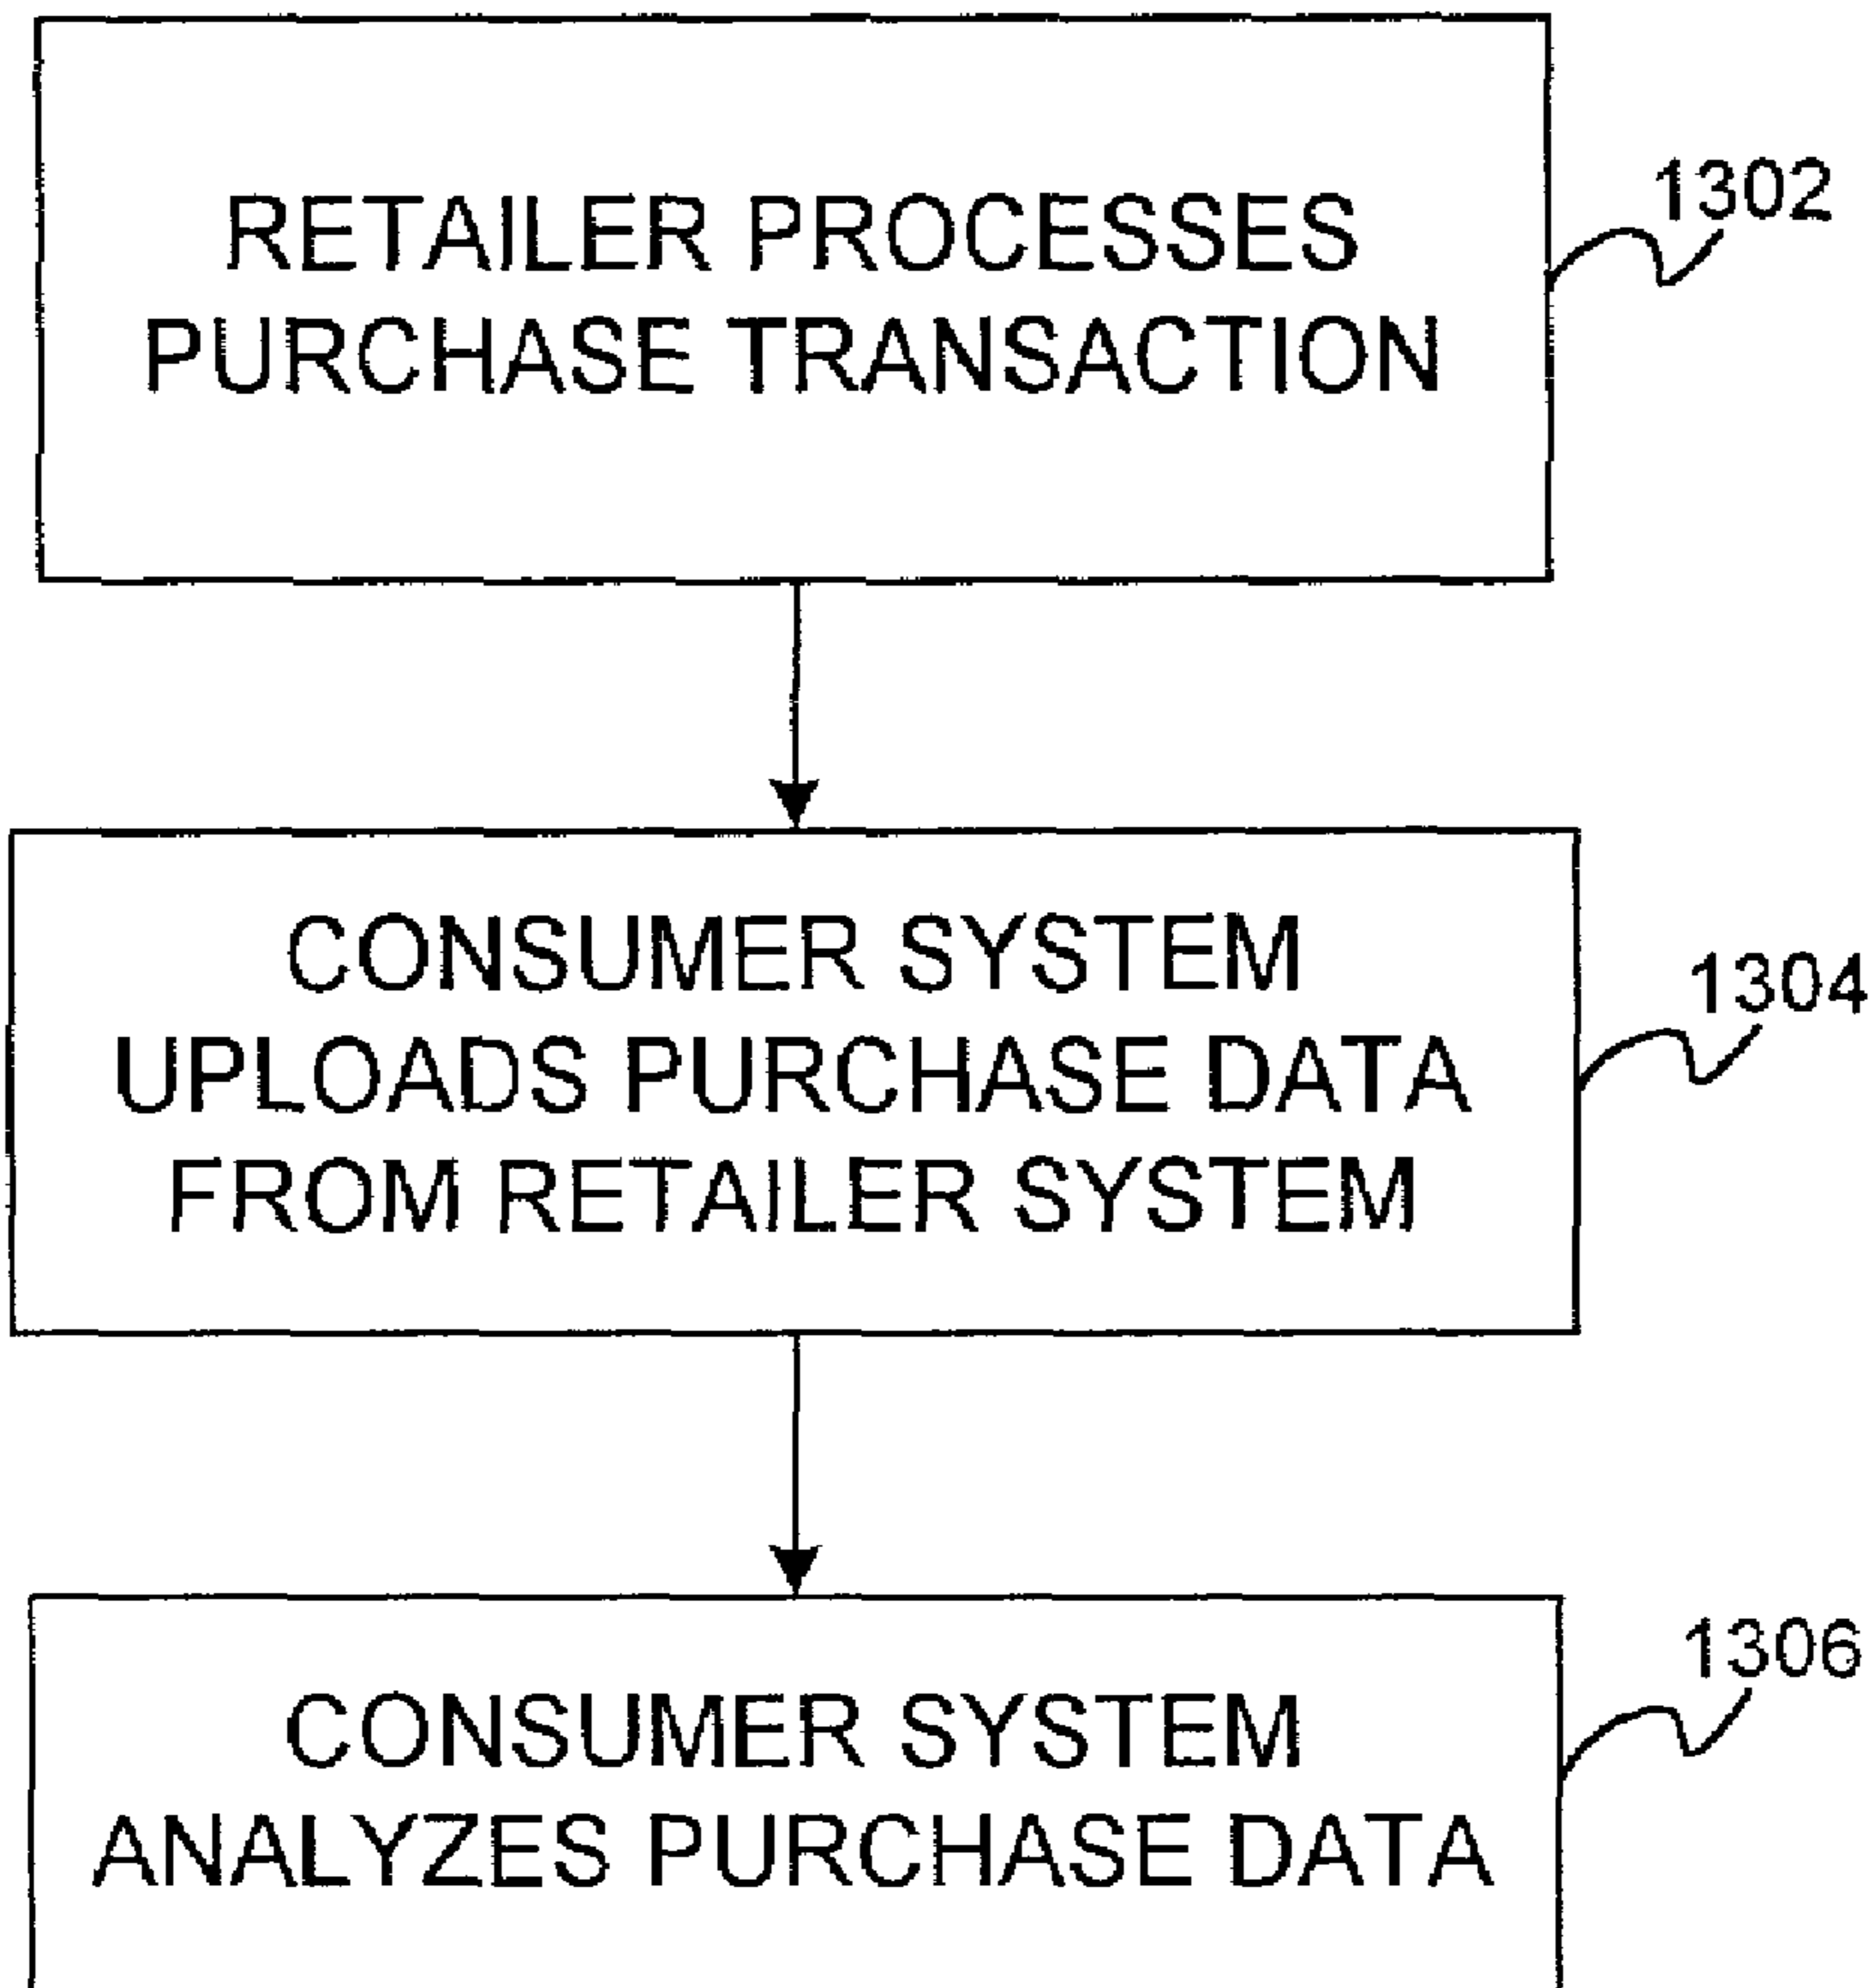 RETAILER PROCESSES
PURCHASE TRANSACTION
1302
CONSUMER SYSTEM
UPLOADS PURCHASE DATA
FROM RETAILER SYSTEM
1304
CONSUMER SYSTEM
ANALYZES PURCHASE DATA
1306